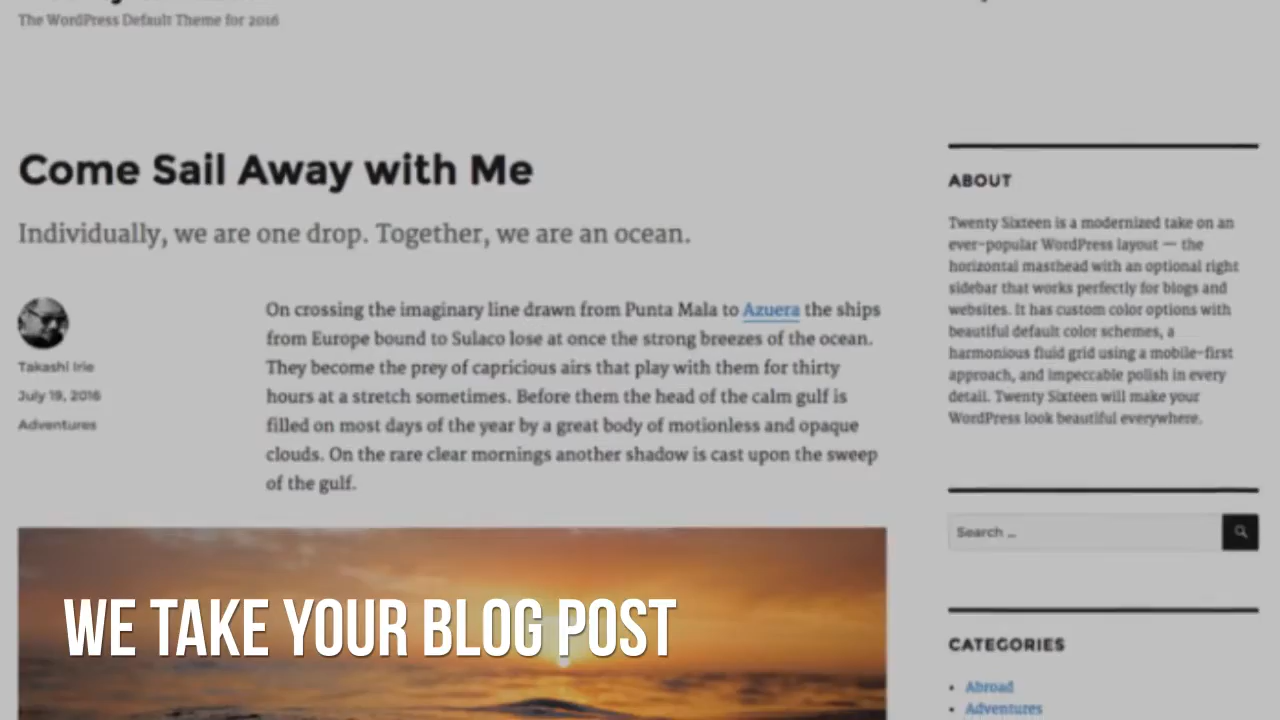 The WordPress Default Theme for 2016
Come Sail Away with Me
Individually, we are one drop. Together, we are an ocean.
Takashi Irie
July 19, 2016
Adventures
On crossing the imaginary line drawn from Punta Mala to Azuera the ships
from Europe bound to Sulaco lose at once the strong breezes of the ocean.
They become the prey of capricious airs that play with them for thirty
hours at a stretch sometimes. Before them the head of the calm gulf is
filled on most days of the year by a great body of motionless and opaque
clouds. On the rare clear mornings another shadow is cast upon the sweep
of the gulf.
WE TAKE YOUR BLOG POST
ABOUT
Twenty Sixteen is a modernized take on an
ever-popular WordPress layout — the
horizontal masthead with an optional right
sidebar that works perfectly for blogs and
websites. It has custom color options with
beautiful default color schemes, a
harmonious fluid grid using a mobile-first
approach, and impeccable polish in every
detail. Twenty Sixteen will make your
WordPress look beautiful everywhere.
Search …
CATEGORIES
• Abroad
• Adventures